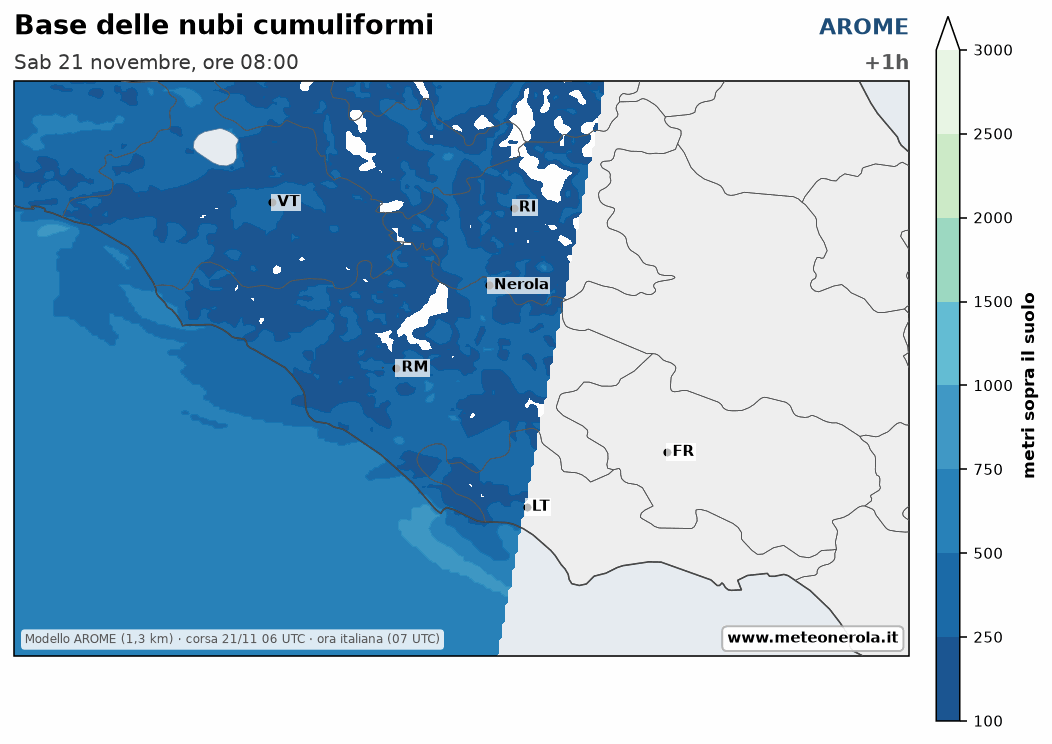 Base delle nubi cumuliformi
AROME
Sab 21 novembre, ore 08:00
+1h
3000
2500
2000
1500
1000
750
500
250
100
metri sopra il suolo
VT
RI
Nerola
RM
FR
LT
Modello AROME (1,3 km) · corsa 21/11 06 UTC · ora italiana (07 UTC)
www.meteonerola.it